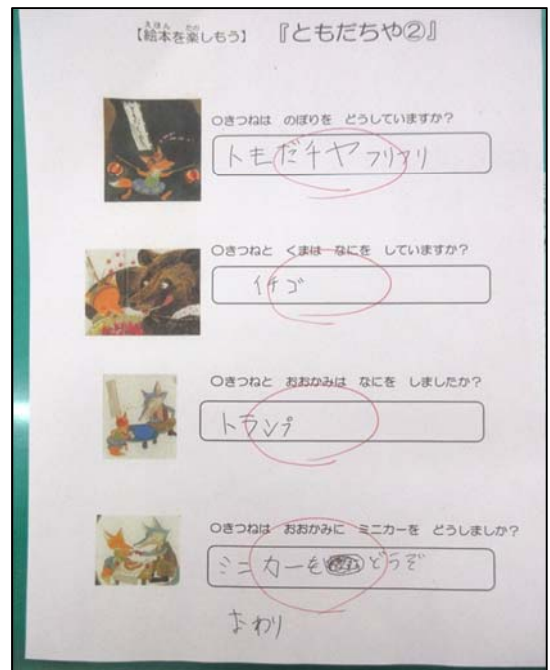 【絵本を楽しもう】 『ともだちや②』
○きつねは のぼりを どうしていますか?
トモだチヤ フリフリ
○きつねと くまは なにを していますか?
イチゴ
○きつねと おおかみは なにを しましたか?
トランプ
○きつねは おおかみに ミニカーを どうしましか?
ミニカーを どうぞ
おわり